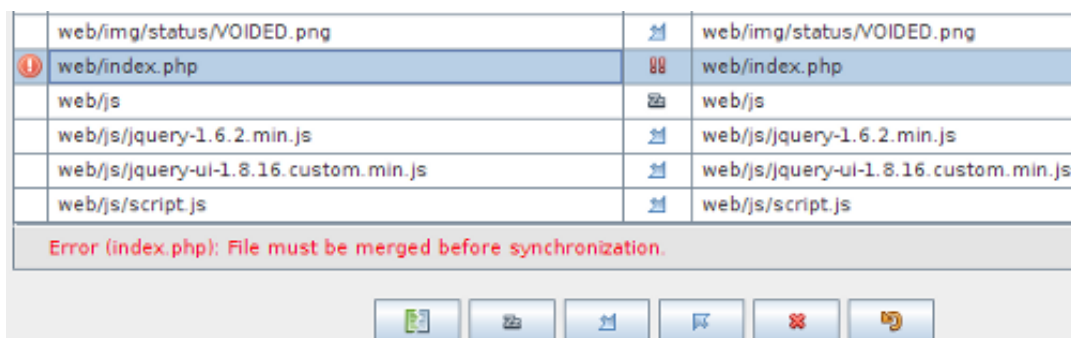 web/img/status/VOIDED.png web/img/status/VOIDED.png
web/index.php web/index.php
web/js web/js
web/js/jquery-1.6.2.min.js web/js/jquery-1.6.2.min.js
web/js/jquery-ui-1.8.16.custom.min.js web/js/jquery-ui-1.8.16.custom.min.js
web/js/script.js web/js/script.js
Error (index.php): File must be merged before synchronization.